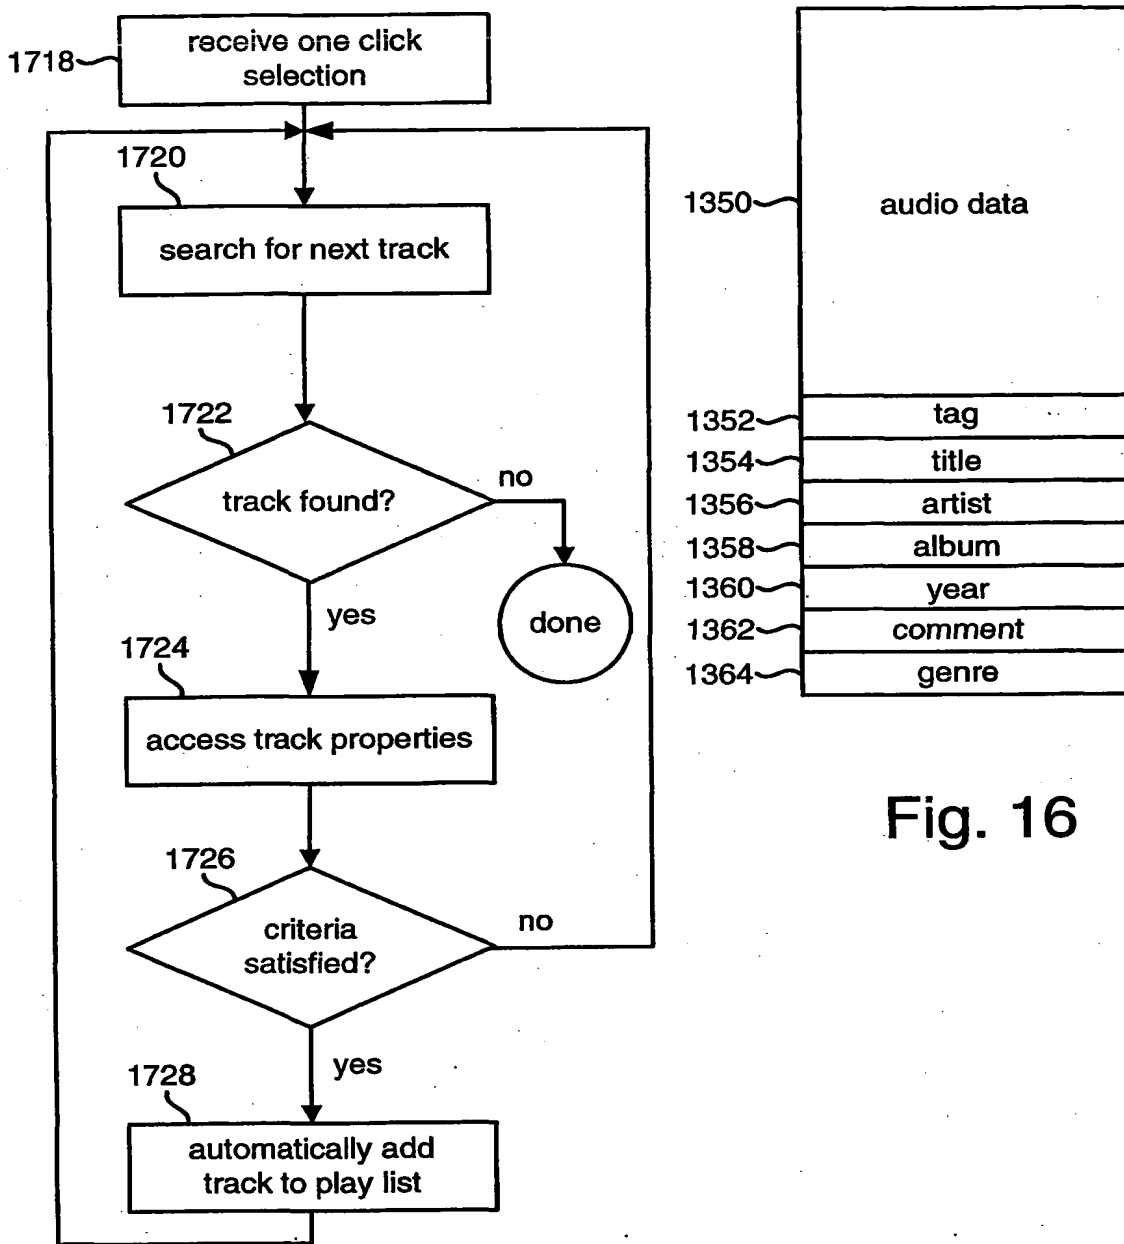 receive one click
selection
1718
1720
search for next track
1722
track found?
no
done
yes
1724
access track properties
1726
criteria
satisfied?
no
yes
1728
automatically add
track to play list
1350
audio data
1352
tag
1354
title
1356
artist
1358
album
1360
year
1362
comment
1364
genre
Fig. 16